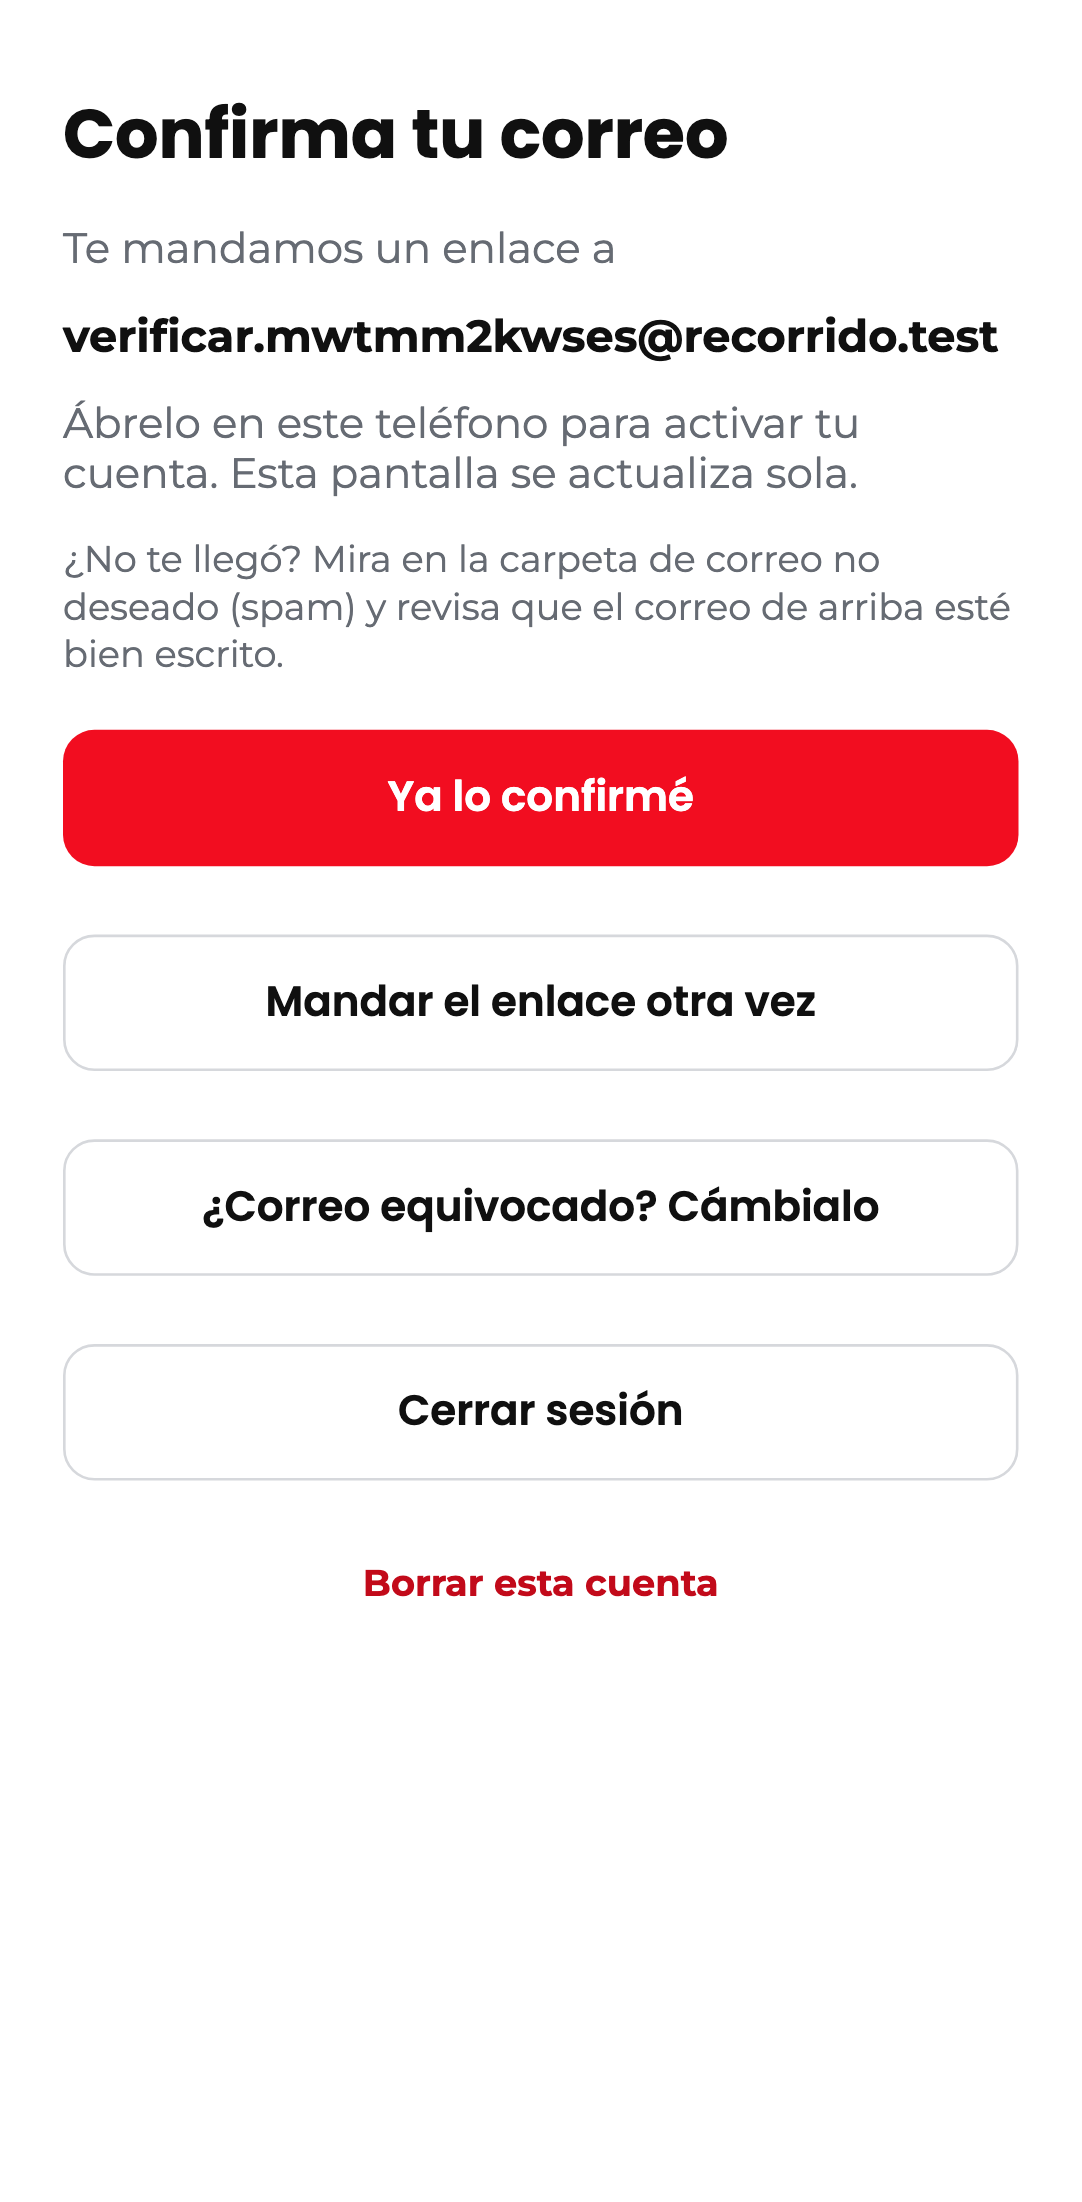 Confirma tu correo
Te mandamos un enlace a
verificar.mwtmm2kwses@recorrido.test
Ábrelo en este teléfono para activar tu
cuenta. Esta pantalla se actualiza sola.
¿No te llegó? Mira en la carpeta de correo no
deseado (spam) y revisa que el correo de arriba esté
bien escrito.
Ya lo confirmé
Mandar el enlace otra vez
¿Correo equivocado? Cámbialo
Cerrar sesión
Borrar esta cuenta